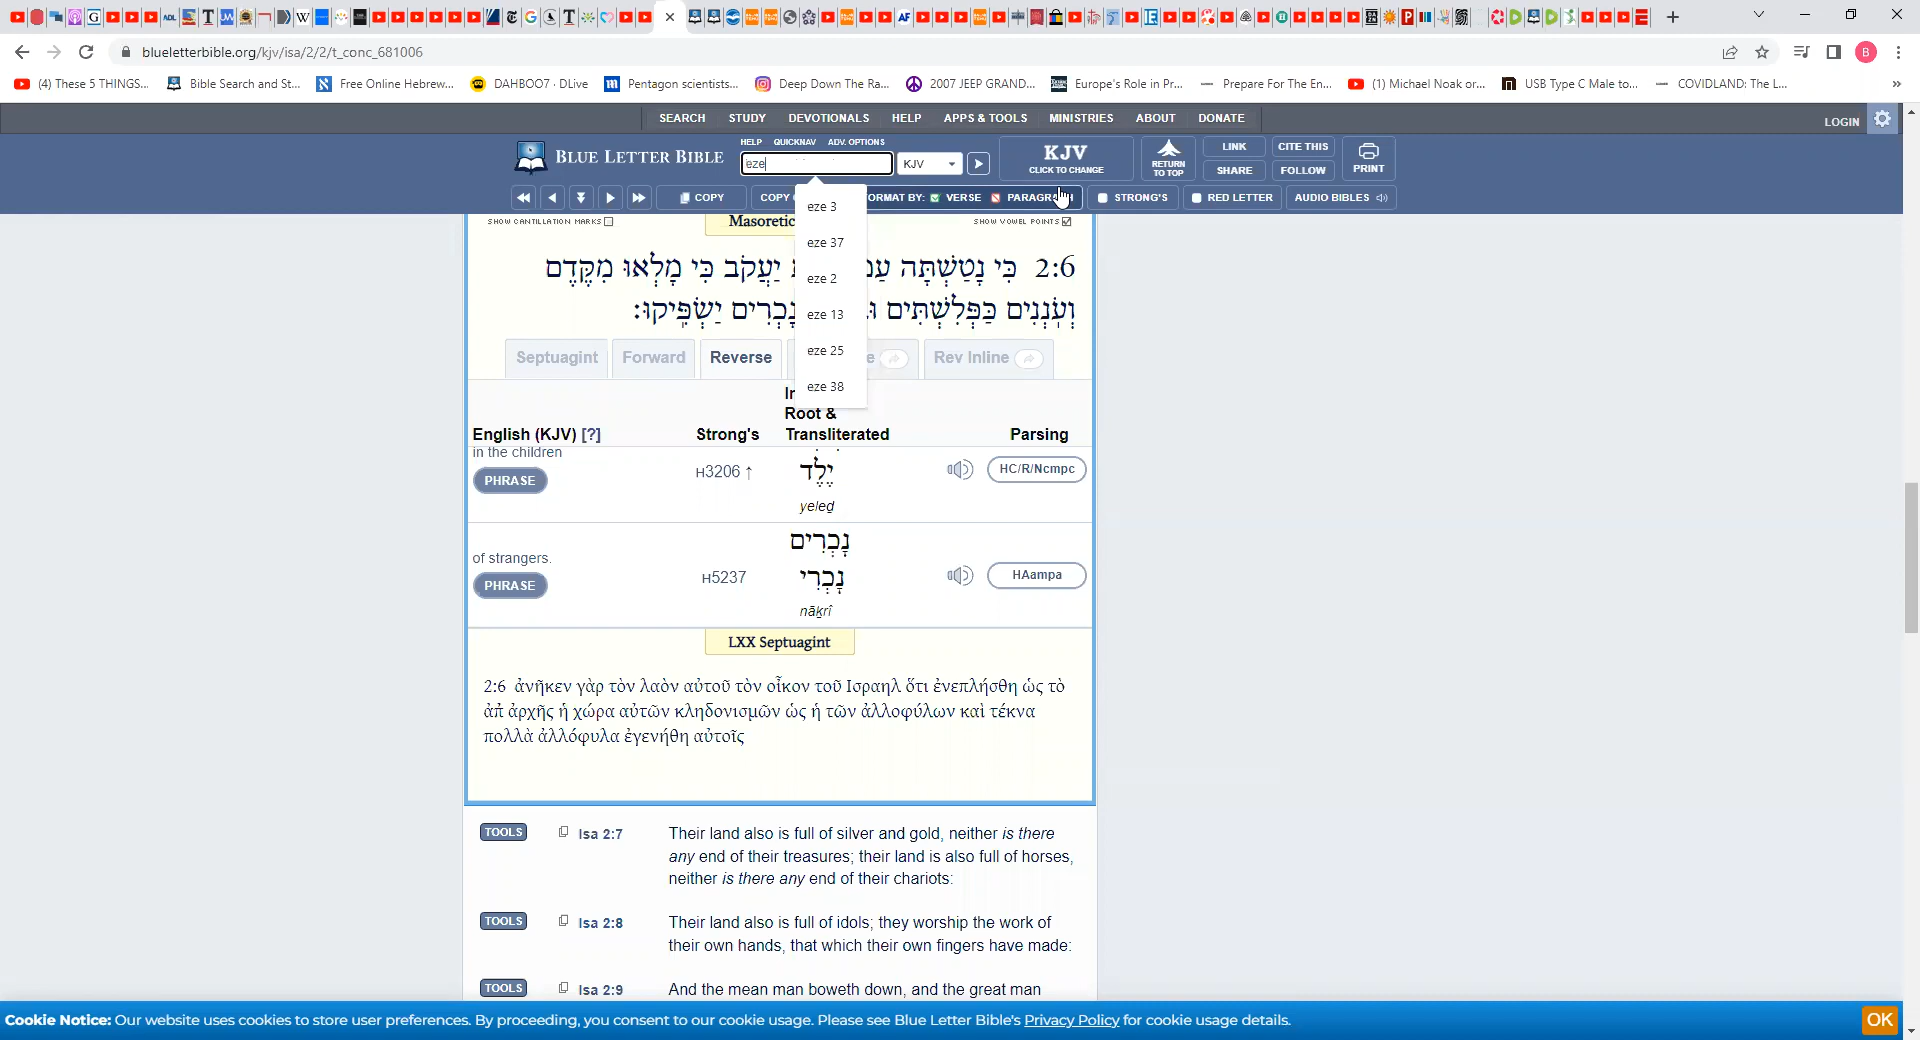 blueletterbible.org/kjv/isa/2/2/t_conc_681006
B
(4) These 5 THINGS...
Bible Search and St...
Free Online Hebrew...
DAHBOO7 · DLive
Pentagon scientists...
Deep Down The Ra...
2007 JEEP GRAND...
Europe's Role in Pr...
Prepare For The En...
(1) Michael Noak or...
USB Type C Male to...
COVIDLAND: The L...
»
SEARCH STUDY DEVOTIONALS HELP APPS & TOOLS MINISTRIES ABOUT DONATE
LOGIN
HELP QUICKNAV ADV. OPTIONS
BLUE LETTER BIBLE
eze
KJV
KJV
CLICK TO CHANGE
RETURN
TO TOP
LINK
CITE THIS
SHARE
FOLLOW
PRINT
COPY
COPY
ORMAT BY: VERSE PARAGR
STRONG'S
RED LETTER
AUDIO BIBLES
eze 3
eze 37
eze 2
eze 13
eze 25
eze 38
SHOW CANTILLATION MARKS
Masoretic
SHOW VOWEL POINTS
2:6 כִּי נָטַשְׁתָּה יַעֲקֹב כִּי מָלְאוּ מִקֶּדֶם
וְעֹנְנִים כַּפְּלִשְׁתִּים נָכְרִים יַשְׂפִּיקוּ׃
Septuagint
Forward
Reverse
Rev Inline
Root &
English (KJV) [?]
Strong's
Transliterated
Parsing
in the children
PHRASE
H3206 ↑
יֶלֶד
yeleḏ
HC/R/Ncmpc
of strangers.
PHRASE
H5237
נָכְרִים
נָכְרִי
nāḵrî
HAampa
LXX Septuagint
2:6 ἀνῆκεν γὰρ τὸν λαὸν αὐτοῦ τὸν οἶκον τοῦ Ισραηλ ὅτι ἐνεπλήσθη ὡς τὸ
ἀπ ἀρχῆς ἡ χώρα αὐτῶν κληδονισμῶν ὡς ἡ τῶν ἀλλοφύλων καὶ τέκνα
πολλὰ ἀλλόφυλα ἐγενήθη αὐτοῖς
TOOLS
Isa 2:7
Their land also is full of silver and gold, neither is there
any end of their treasures; their land is also full of horses,
neither is there any end of their chariots:
TOOLS
Isa 2:8
Their land also is full of idols; they worship the work of
their own hands, that which their own fingers have made:
TOOLS
Isa 2:9
And the mean man boweth down, and the great man
Cookie Notice: Our website uses cookies to store user preferences. By proceeding, you consent to our cookie usage. Please see Blue Letter Bible's Privacy Policy for cookie usage details.
OK